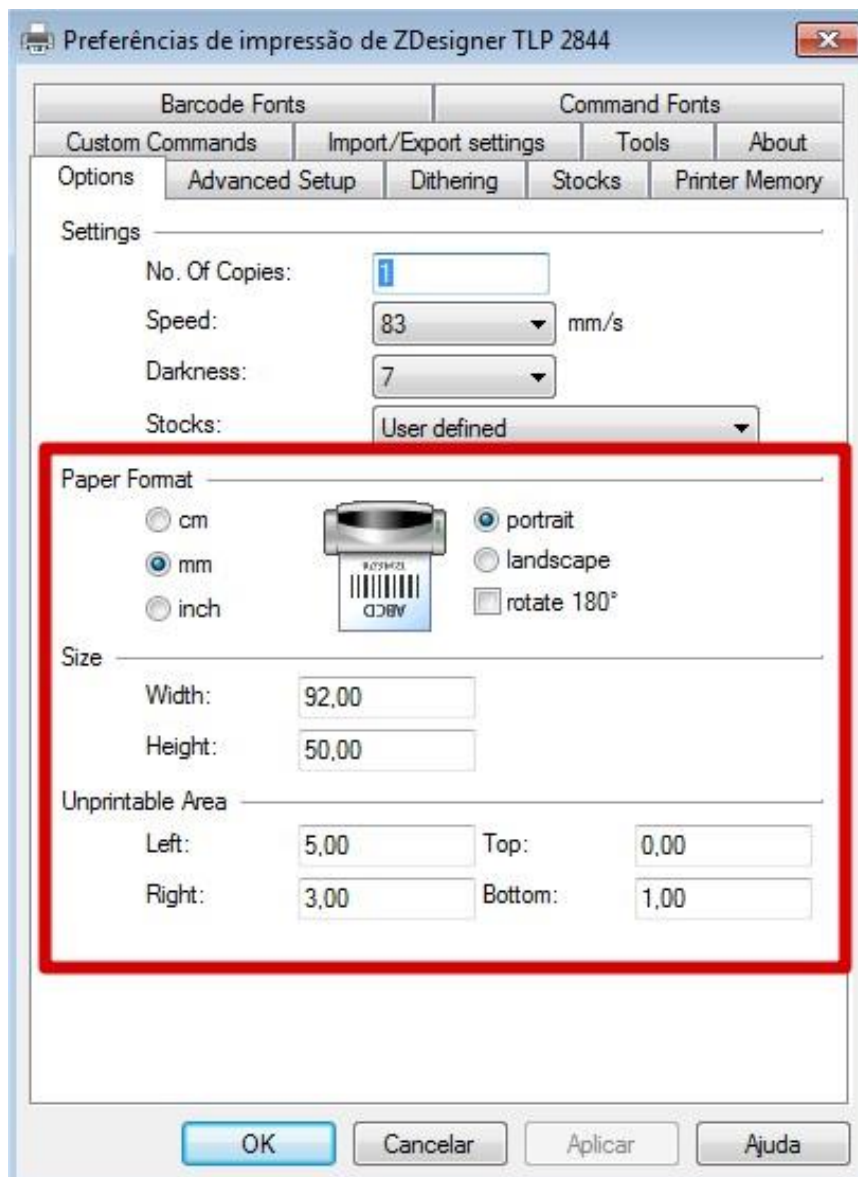 Preferências de impressão de ZDesigner TLP 2844
Barcode Fonts Command Fonts
Custom Commands Import/Export settings Tools About
Options Advanced Setup Dithering Stocks Printer Memory
Settings
No. Of Copies: 1
Speed: 83 mm/s
Darkness: 7
Stocks: User defined
Paper Format
cm portrait
mm landscape
inch rotate 180°
ABCD
Size
Width: 92,00
Height: 50,00
Unprintable Area
Left: 5,00 Top: 0,00
Right: 3,00 Bottom: 1,00
OK Cancelar Aplicar Ajuda